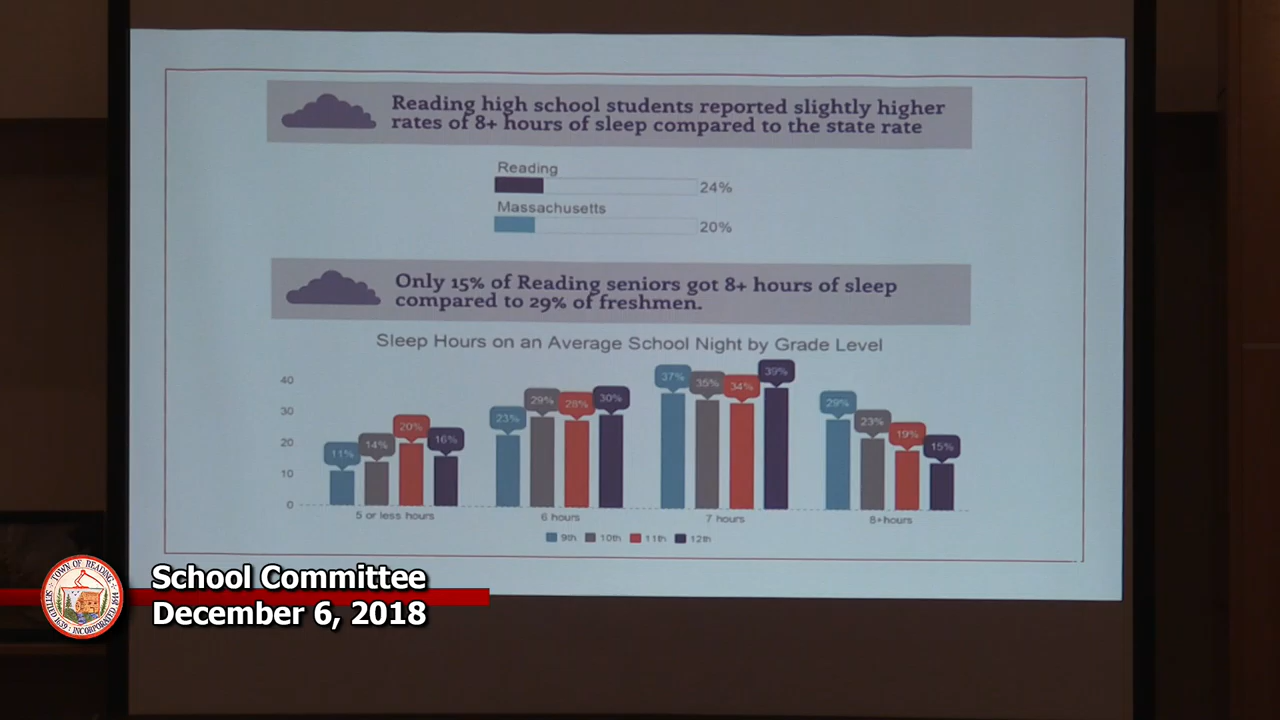 Reading high school students reported slightly higher
rates of 8+ hours of sleep compared to the state rate
Reading
24%
Massachusetts
20%
Only 15% of Reading seniors got 8+ hours of sleep
compared to 29% of freshmen.
Sleep Hours on an Average School Night by Grade Level
40
30
20
10
0
11% 14% 20% 16%
23% 29% 28% 30%
37% 35% 34% 39%
29% 23% 19% 15%
5 or less hours 6 hours 7 hours 8+hours
9th 10th 11th 12th
TOWN OF READING
INCORPORATED
School Committee
December 6, 2018